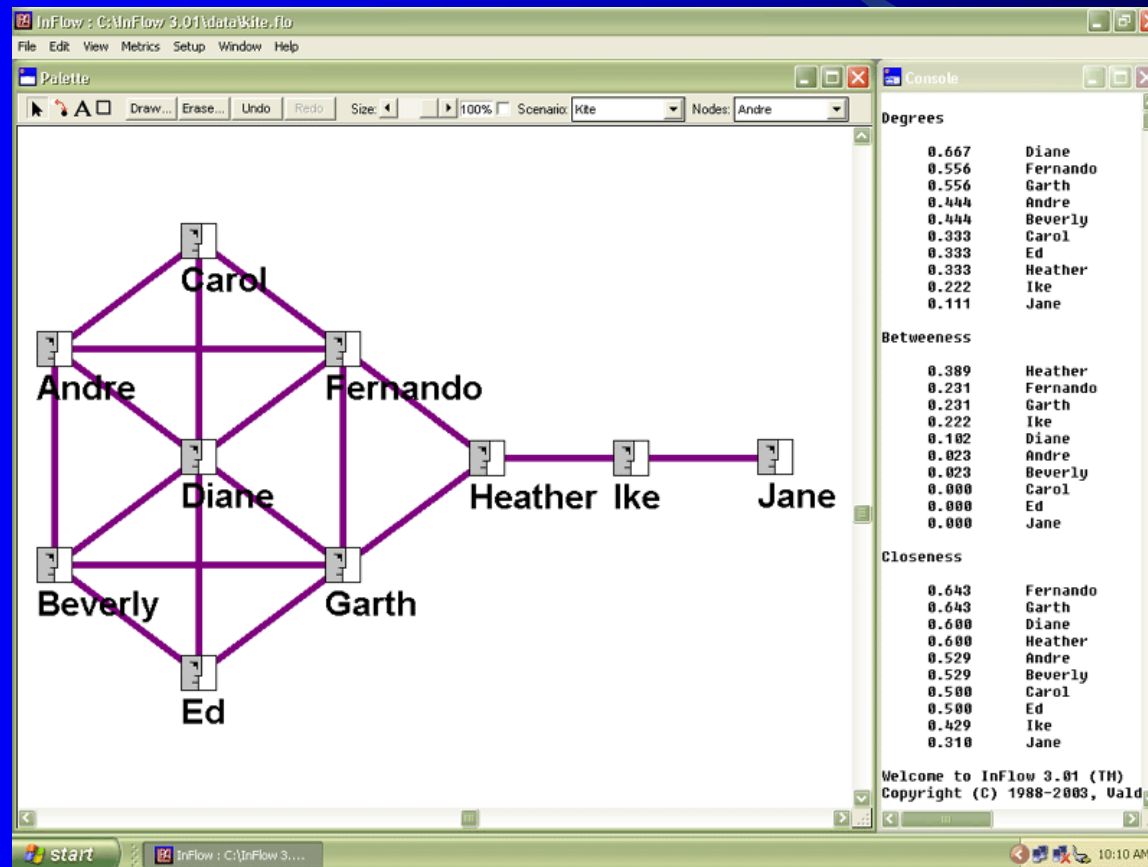 InFlow : C:\InFlow 3.01\data\kite.flo
File Edit View Metrics Setup Window Help
Palette
A Draw... Erase... Undo Redo Size: 100% Scenario: Kite Nodes: Andre
Carol
Andre
Fernando
Diane
Heather
Ike
Jane
Beverly
Garth
Ed
Console
Degrees
0.667 Diane
0.556 Fernando
0.556 Garth
0.444 Andre
0.444 Beverly
0.333 Carol
0.333 Ed
0.333 Heather
0.222 Ike
0.111 Jane
Betweeness
0.389 Heather
0.231 Fernando
0.231 Garth
0.222 Ike
0.102 Diane
0.023 Andre
0.023 Beverly
0.000 Carol
0.000 Ed
0.000 Jane
Closeness
0.643 Fernando
0.643 Garth
0.600 Diane
0.600 Heather
0.529 Andre
0.529 Beverly
0.500 Carol
0.500 Ed
0.429 Ike
0.310 Jane
Welcome to InFlow 3.01 (TM)
Copyright (C) 1988-2003, Vald
start InFlow : C:\InFlow 3.... 10:10 AM